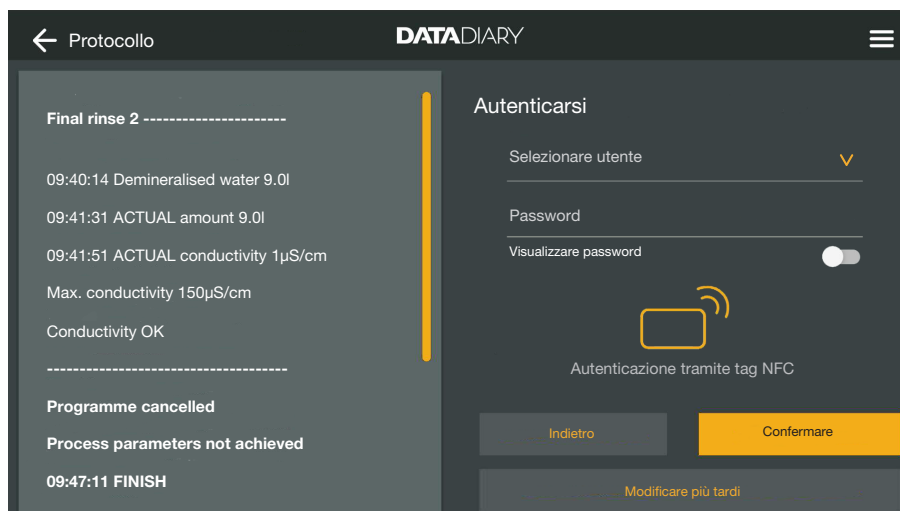 Protocollo
DATADIARY
Final rinse 2 ----------------------
09:40:14 Demineralised water 9.0l
09:41:31 ACTUAL amount 9.0l
09:41:51 ACTUAL conductivity 1µS/cm
Max. conductivity 150µS/cm
Conductivity OK
-------------------------------------
Programme cancelled
Process parameters not achieved
09:47:11 FINISH
Autenticarsi
Selezionare utente
Password
Visualizzare password
Autenticazione tramite tag NFC
Indietro
Confermare
Modificare più tardi